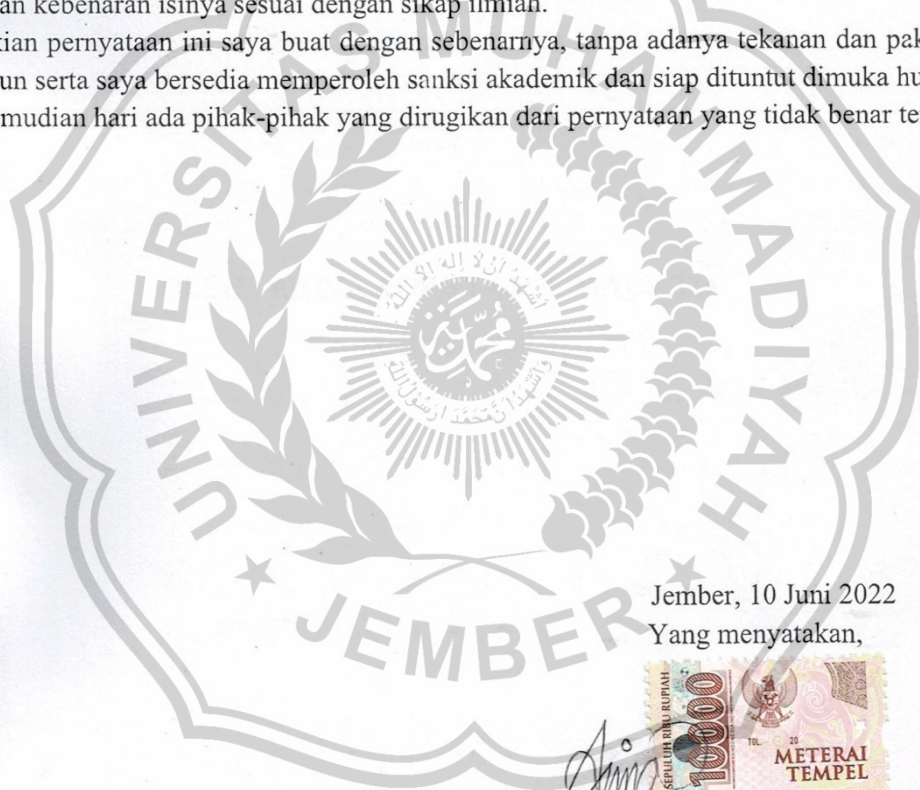 an kebenaran isinya sesuai dengan sikap ilmiah.
kian pernyataan ini saya buat dengan sebenarnya, tanpa adanya tekanan dan pak
un serta saya bersedia memperoleh sanksi akademik dan siap dituntut dimuka hu
mudian hari ada pihak-pihak yang dirugikan dari pernyataan yang tidak benar te
UNIVERSITAS MUHAMMADIYAH
JEMBER
Jember, 10 Juni 2022
Yang menyatakan,
SEPULUH RIBU RUPIAH
10000
TGL. 20
METERAI
TEMPEL